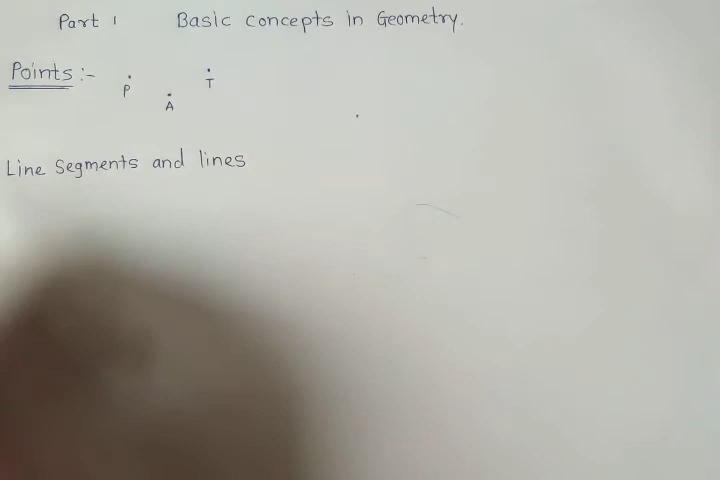 Part 1 Basic concepts in Geometry.
Points :-
P A T
Line segments and lines